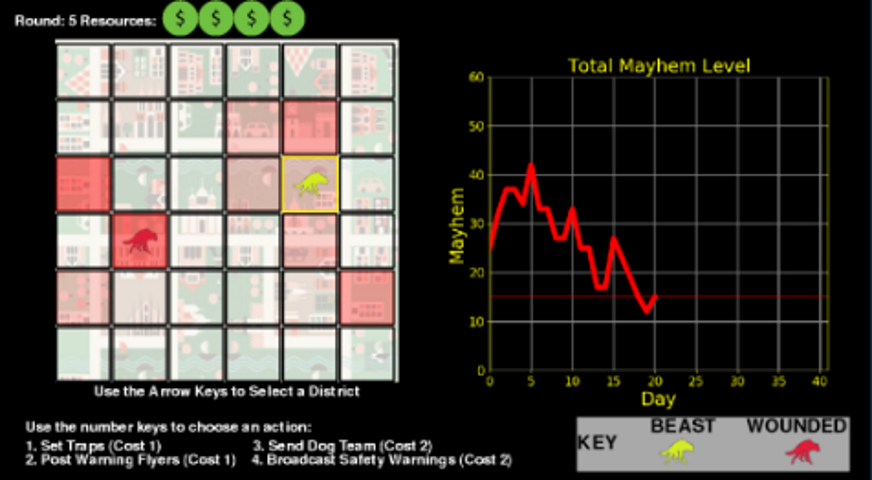 Round: 5 Resources: $ $ $ $
Total Mayhem Level
60
50
40
30
20
10
0
Mayhem
0 5 10 15 20 25 30 35 40
Day
Use the Arrow Keys to Select a District
Use the number keys to choose an action:
1. Set Traps (Cost 1)
2. Post Warning Flyers (Cost 1)
3. Send Dog Team (Cost 2)
4. Broadcast Safety Warnings (Cost 2)
KEY
BEAST
WOUNDED